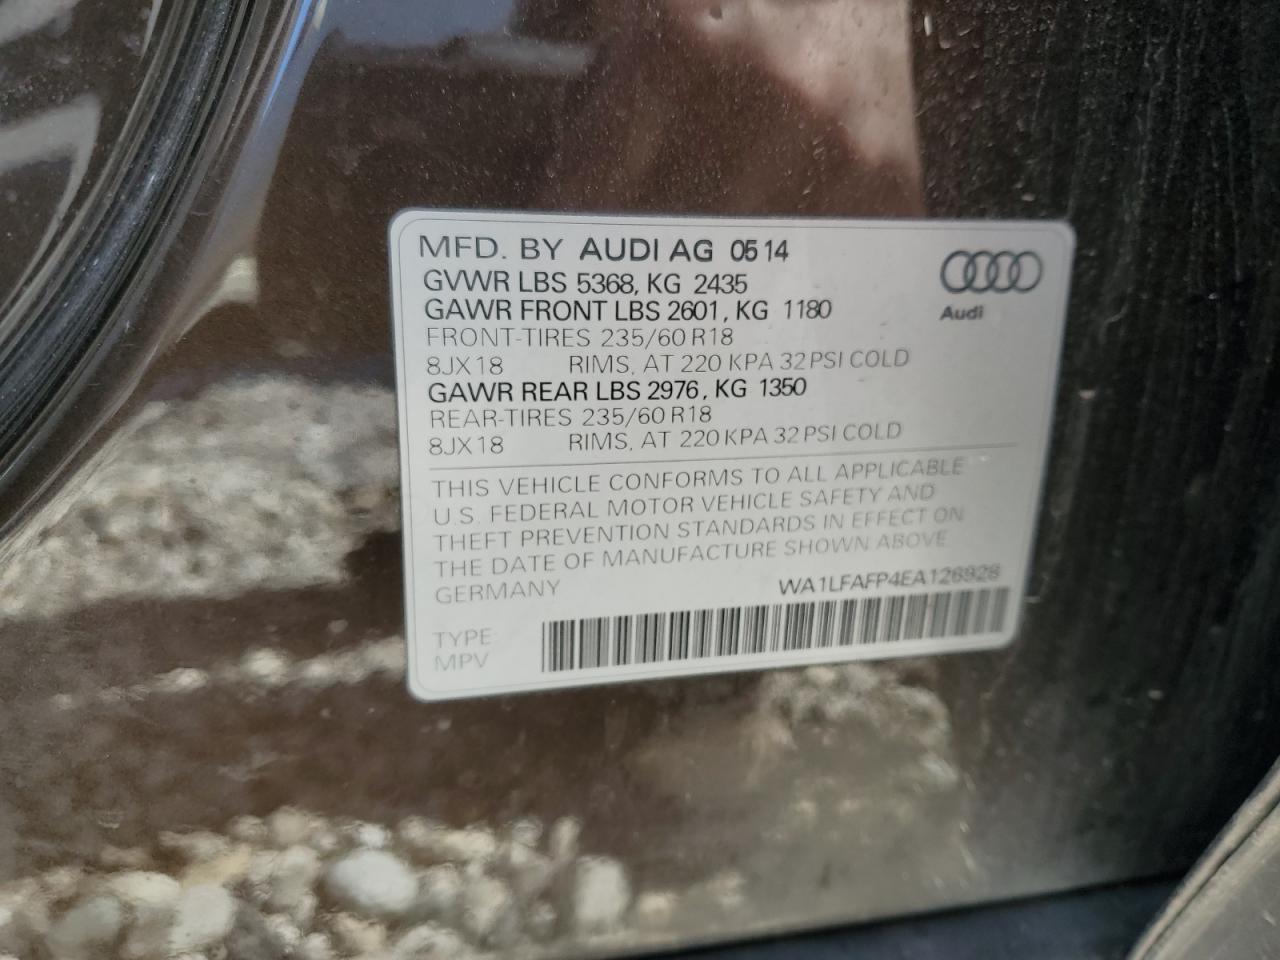 MFD. BY AUDI AG 05 14
GVWR LBS 5368, KG 2435
GAWR FRONT LBS 2601, KG 1180
FRONT-TIRES 235/60 R18
8JX18 RIMS, AT 220 KPA 32 PSI COLD
GAWR REAR LBS 2976, KG 1350
REAR-TIRES 235/60 R18
8JX18 RIMS, AT 220 KPA 32 PSI COLD
Audi
THIS VEHICLE CONFORMS TO ALL APPLICABLE
U.S. FEDERAL MOTOR VEHICLE SAFETY AND
THEFT PREVENTION STANDARDS IN EFFECT ON
THE DATE OF MANUFACTURE SHOWN ABOVE
GERMANY WA1LFAFP4EA126928
TYPE:
MPV